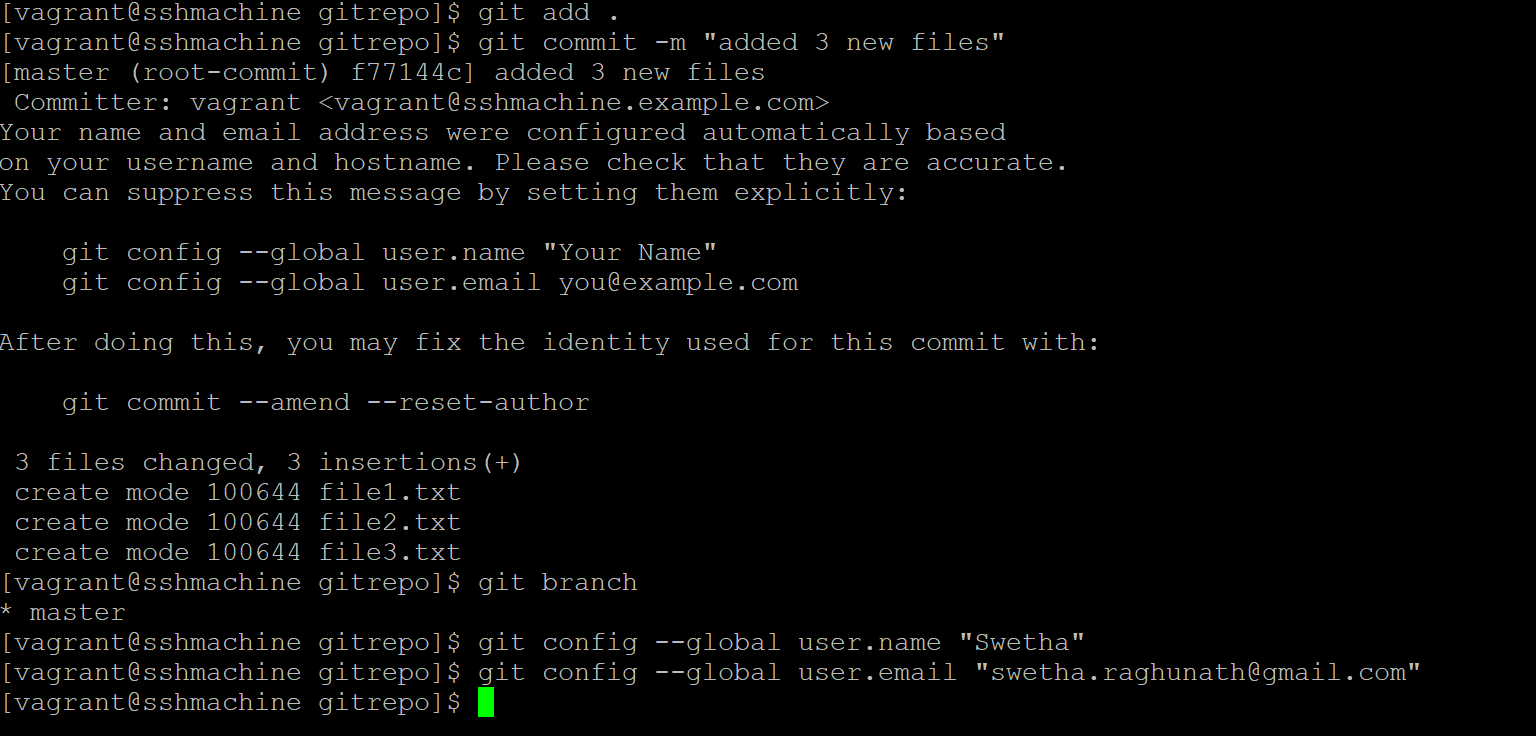 [vagrant@sshmachine gitrepo]$ git add .
[vagrant@sshmachine gitrepo]$ git commit -m "added 3 new files"
[master (root-commit) f77144c] added 3 new files
 Committer: vagrant <vagrant@sshmachine.example.com>
Your name and email address were configured automatically based
on your username and hostname. Please check that they are accurate.
You can suppress this message by setting them explicitly:

    git config --global user.name "Your Name"
    git config --global user.email you@example.com

After doing this, you may fix the identity used for this commit with:

    git commit --amend --reset-author

 3 files changed, 3 insertions(+)
 create mode 100644 file1.txt
 create mode 100644 file2.txt
 create mode 100644 file3.txt
[vagrant@sshmachine gitrepo]$ git branch
* master
[vagrant@sshmachine gitrepo]$ git config --global user.name "Swetha"
[vagrant@sshmachine gitrepo]$ git config --global user.email "swetha.raghunath@gmail.com"
[vagrant@sshmachine gitrepo]$